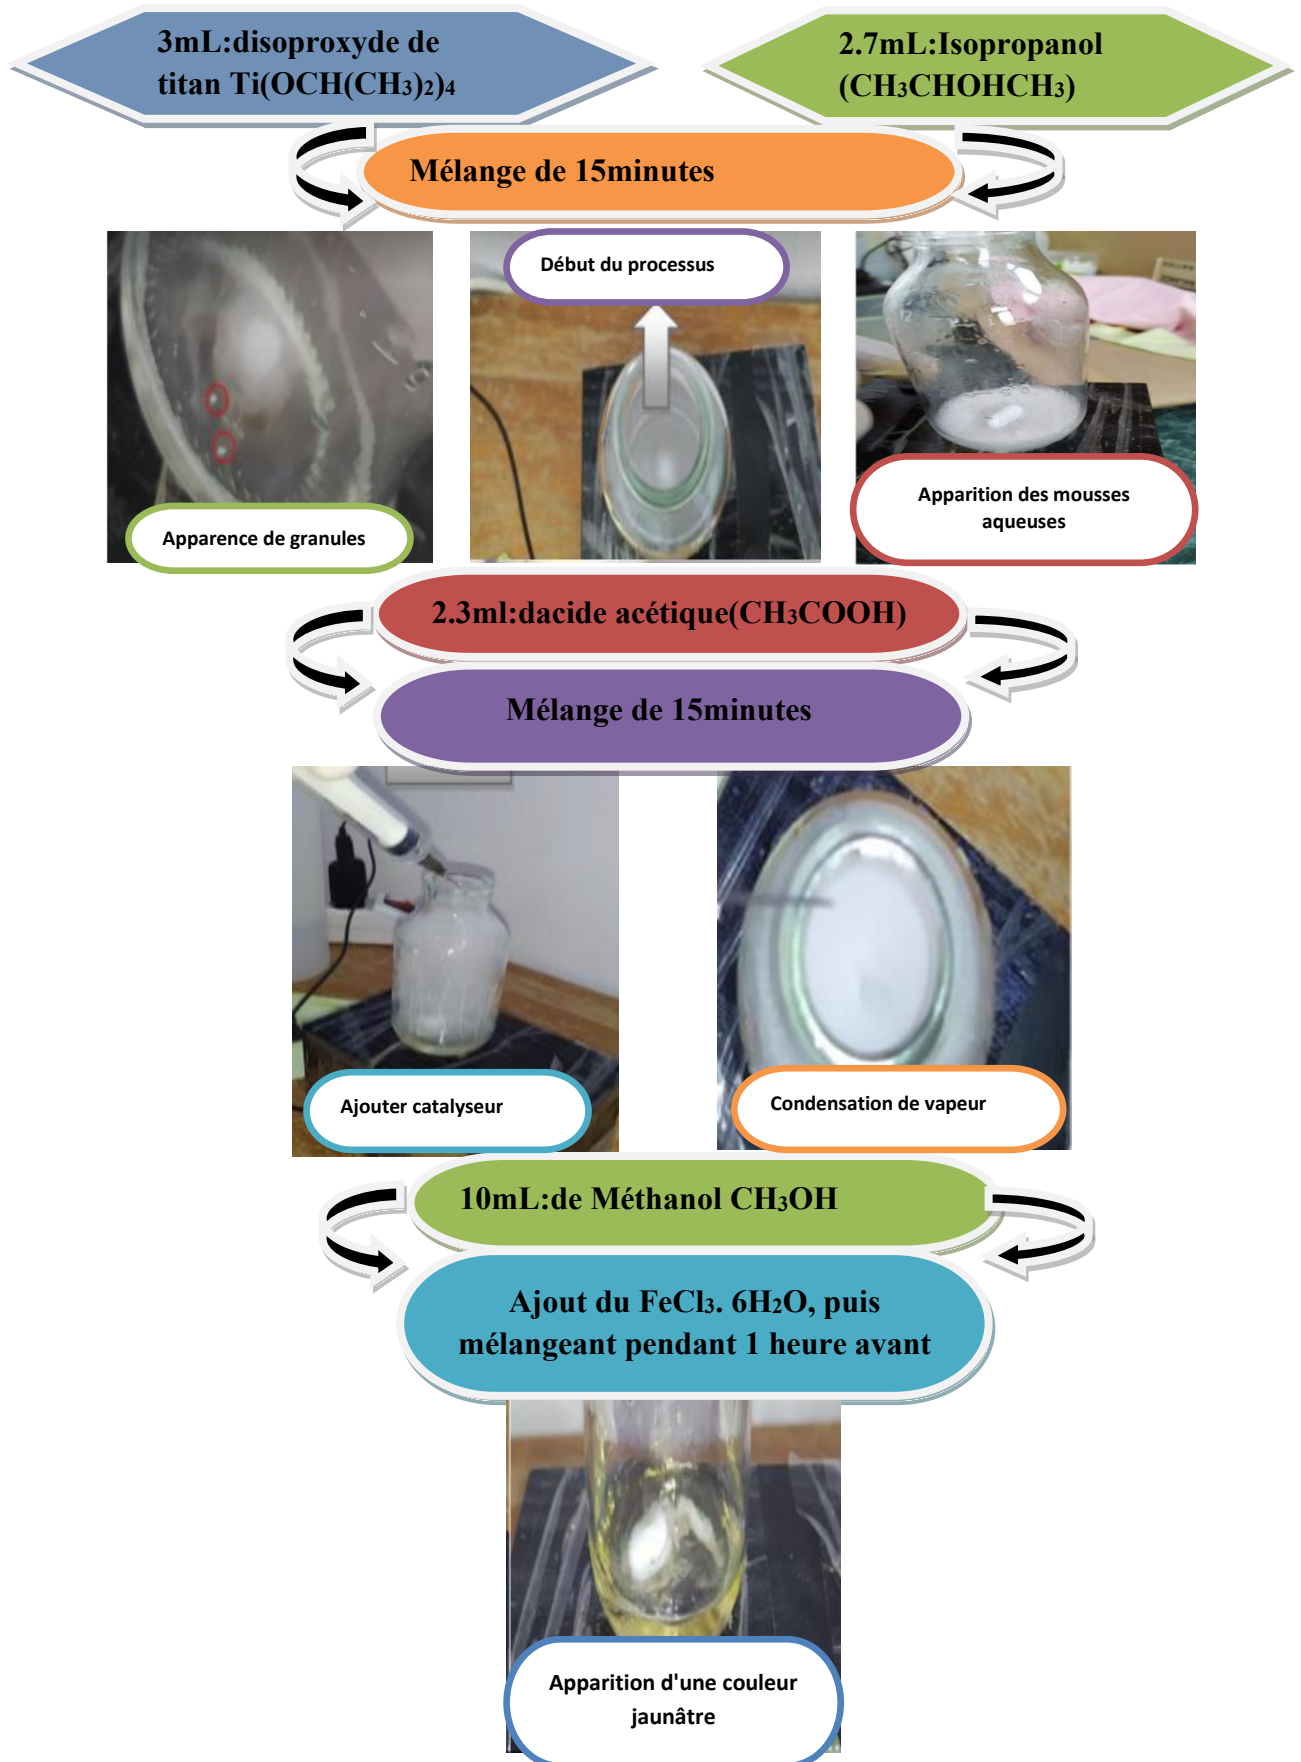 3mL:disoproxyde de
titan Ti(OCH(CH₃)₂)₄
2.7mL:Isopropanol
(CH₃CHOHCH₃)
Mélange de 15minutes
Début du processus
Apparence de granules
Apparition des mousses
aqueuses
2.3ml:dacide acétique(CH₃COOH)
Mélange de 15minutes
Ajouter catalyseur
Condensation de vapeur
10mL:de Méthanol CH₃OH
Ajout du FeCl₃. 6H₂O, puis
mélangeant pendant 1 heure avant
Apparition d'une couleur
jaunâtre